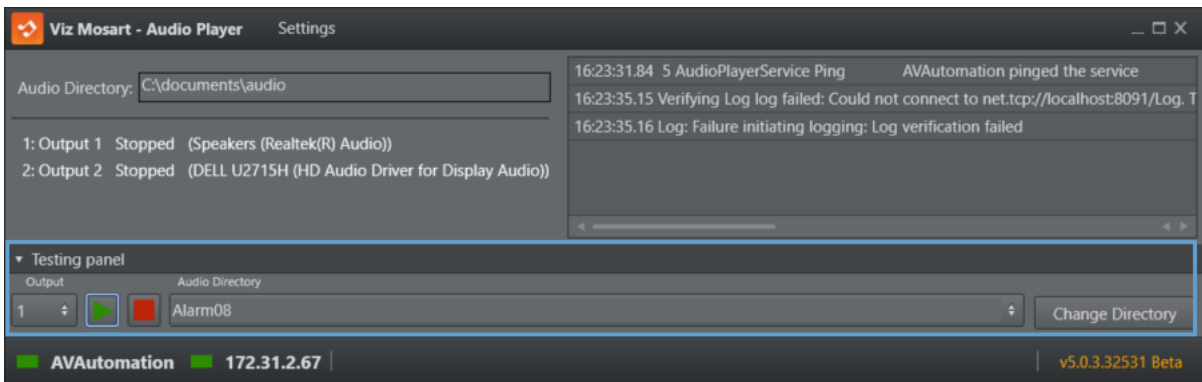 Viz Mosart - Audio Player Settings
Audio Directory: C:\documents\audio
1: Output 1 Stopped (Speakers (Realtek(R) Audio))
2: Output 2 Stopped (DELL U2715H (HD Audio Driver for Display Audio))
16:23:31.84 5 AudioPlayerService Ping AVAutomation pinged the service
16:23:35.15 Verifying Log log failed: Could not connect to net.tcp://localhost:8091/Log. T
16:23:35.16 Log: Failure initiating logging: Log verification failed
Testing panel
Output Audio Directory
1 Alarm08 Change Directory
AVAutomation 172.31.2.67 v5.0.3.32531 Beta